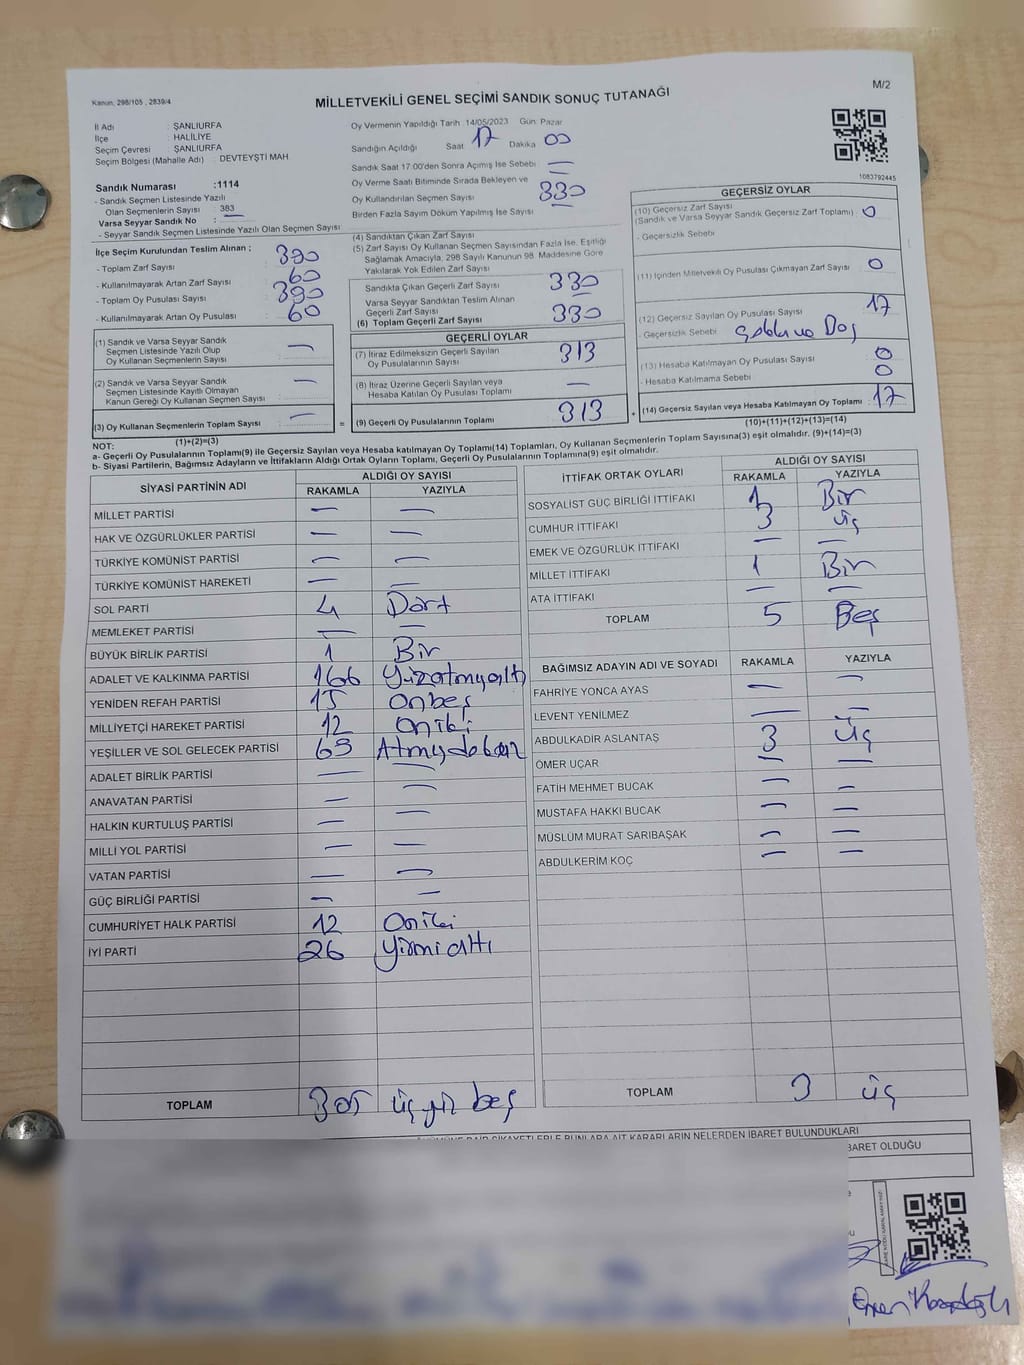 Kanun; 298/105 , 2839/4
MİLLETVEKİLİ GENEL SEÇİMİ SANDIK SONUÇ TUTANAĞI
M/2
İl Adı : ŞANLIURFA
İlçe : HALİLİYE
Seçim Çevresi : ŞANLIURFA
Seçim Bölgesi (Mahalle Adı) : DEVTEYŞTİ MAH
Sandık Numarası :1114
- Sandık Seçmen Listesinde Yazılı
Olan Seçmenlerin Sayısı : 383
Varsa Seyyar Sandık No :
- Seyyar Sandık Seçmen Listesinde Yazılı Olan Seçmen Sayısı :
Oy Vermenin Yapıldığı Tarih :14/05/2023 Gün: Pazar
Sandığın Açıldığı Saat : 17 Dakika : 00
Sandık Saat 17.00'den Sonra Açımış İse Sebebi : —
Oy Verme Saati Bitiminde Sırada Bekleyen ve
Oy Kullandırılan Seçmen Sayısı : 330
Birden Fazla Sayım Döküm Yapılmış İse Sayısı : —
1083792445
İlçe Seçim Kurulundan Teslim Alınan ;
- Toplam Zarf Sayısı : 390
- Kullanılmayarak Artan Zarf Sayısı : 60
- Toplam Oy Pusulası Sayısı : 390
- Kullanılmayarak Artan Oy Pusulası : 60
(1) Sandık ve Varsa Seyyar Sandık
Seçmen Listesinde Yazılı Olup
Oy Kullanan Seçmenlerin Sayısı : —
(2) Sandık ve Varsa Seyyar Sandık
Seçmen Listesinde Kayıtlı Olmayan
Kanun Gereği Oy Kullanan Seçmen Sayısı : —
(3) Oy Kullanan Seçmenlerin Toplam Sayısı : —
(1)+(2)=(3)
(4) Sandıktan Çıkan Zarf Sayısı :
(5) Zarf Sayısı Oy Kullanan Seçmen Sayısından Fazla İse, Eşitliği
Sağlamak Amacıyla, 298 Sayılı Kanunun 98. Maddesine Göre
Yakılarak Yok Edilen Zarf Sayısı :
Sandıkta Çıkan Geçerli Zarf Sayısı : 330
Varsa Seyyar Sandıktan Teslim Alınan
Geçerli Zarf Sayısı :
(6) Toplam Geçerli Zarf Sayısı : 330
GEÇERLİ OYLAR
(7) İtiraz Edilmeksizin Geçerli Sayılan
Oy Pusulalarının Sayısı : 313
(8) İtiraz Üzerine Geçerli Sayılan veya
Hesaba Katılan Oy Pusulası Toplamı : —
= (9) Geçerli Oy Pusulalarının Toplamı : 313 +
GEÇERSİZ OYLAR
(10) Geçersiz Zarf Sayısı
(Sandık ve Varsa Seyyar Sandık Geçersiz Zarf Toplamı) : 0
- Geçersizlik Sebebi :
(11) İçinden Milletvekili Oy Pusulası Çıkmayan Zarf Sayısı : 0
(12) Geçersiz Sayılan Oy Pusulası Sayısı : 17
- Geçersizlik Sebebi :
(13) Hesaba Katılmayan Oy Pusulası Sayısı : 0
- Hesaba Katılmama Sebebi : 0
(14) Geçersiz Sayılan veya Hesaba Katılmayan Oy Toplamı : 17
(10)+(11)+(12)+(13)=(14)
NOT:
a- Geçerli Oy Pusulalarının Toplamı(9) ile Geçersiz Sayılan veya Hesaba katılmayan Oy Toplamı(14) Toplamları, Oy Kullanan Seçmenlerin Toplam Sayısına(3) eşit olmalıdır. (9)+(14)=(3)
b- Siyasi Partilerin, Bağımsız Adayların ve İttifakların Aldığı Ortak Oyların Toplamı, Geçerli Oy Pusulalarının Toplamına(9) eşit olmalıdır.
SİYASİ PARTİNİN ADI ALDIĞI OY SAYISI
RAKAMLA YAZIYLA
MİLLET PARTİSİ — —
HAK VE ÖZGÜRLÜKLER PARTİSİ — —
TÜRKİYE KOMÜNİST PARTİSİ — —
TÜRKİYE KOMÜNİST HAREKETİ — —
SOL PARTİ 4 Dört
MEMLEKET PARTİSİ — —
BÜYÜK BİRLİK PARTİSİ 1 Bir
ADALET VE KALKINMA PARTİSİ 166 Yüzatmışaltı
YENİDEN REFAH PARTİSİ 15 Onbeş
MİLLİYETÇİ HAREKET PARTİSİ 12 Oniki
YEŞİLLER VE SOL GELECEK PARTİSİ 69 Atmışdokuz
ADALET BİRLİK PARTİSİ — —
ANAVATAN PARTİSİ — —
HALKIN KURTULUŞ PARTİSİ — —
MİLLİ YOL PARTİSİ — —
VATAN PARTİSİ — —
GÜÇ BİRLİĞİ PARTİSİ — —
CUMHURİYET HALK PARTİSİ 12 Oniki
İYİ PARTİ 26 Yirmialtı
TOPLAM 305 üçyüz beş
İTTİFAK ORTAK OYLARI ALDIĞI OY SAYISI
RAKAMLA YAZIYLA
SOSYALİST GÜÇ BİRLİĞİ İTTİFAKI 1 Bir
CUMHUR İTTİFAKI 3 üç
EMEK VE ÖZGÜRLÜK İTTİFAKI — —
MİLLET İTTİFAKI 1 Bir
ATA İTTİFAKI — —
TOPLAM 5 Beş
BAĞIMSIZ ADAYIN ADI VE SOYADI RAKAMLA YAZIYLA
FAHRİYE YONCA AYAS — —
LEVENT YENİLMEZ — —
ABDULKADİR ASLANTAŞ 3 Üç
ÖMER UÇAR — —
FATİH MEHMET BUCAK — —
MUSTAFA HAKKI BUCAK — —
MÜSLÜM MURAT SARIBAŞAK — —
ABDULKERİM KOÇ — —
TOPLAM 3 üç
KARARLARIN NELERDEN İBARET BULUNDUKLARI
BARET OLDUĞU